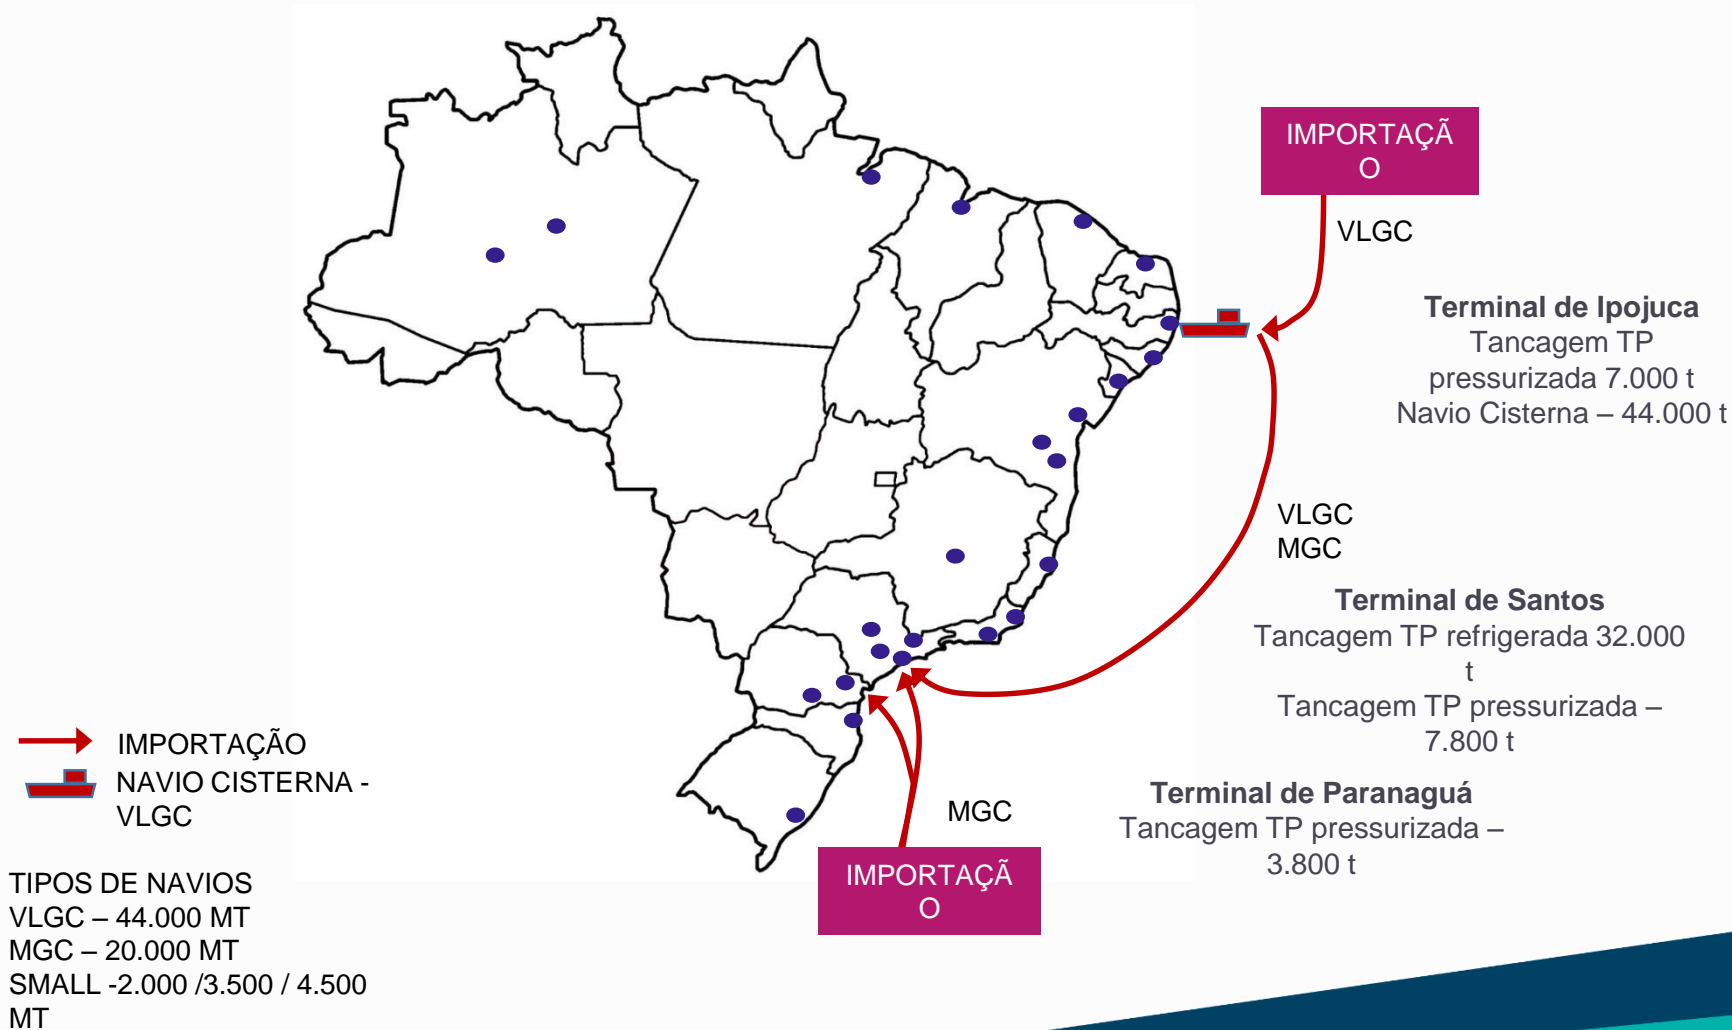 IMPORTAÇÃ
O
VLGC
Terminal de Ipojuca
Tancagem TP
pressurizada 7.000 t
Navio Cisterna – 44.000 t
VLGC
MGC
Terminal de Santos
Tancagem TP refrigerada 32.000
t
Tancagem TP pressurizada –
7.800 t
Terminal de Paranaguá
Tancagem TP pressurizada –
3.800 t
MGC
IMPORTAÇÃ
O
IMPORTAÇÃO
NAVIO CISTERNA -
VLGC
TIPOS DE NAVIOS
VLGC – 44.000 MT
MGC – 20.000 MT
SMALL -2.000 /3.500 / 4.500
MT